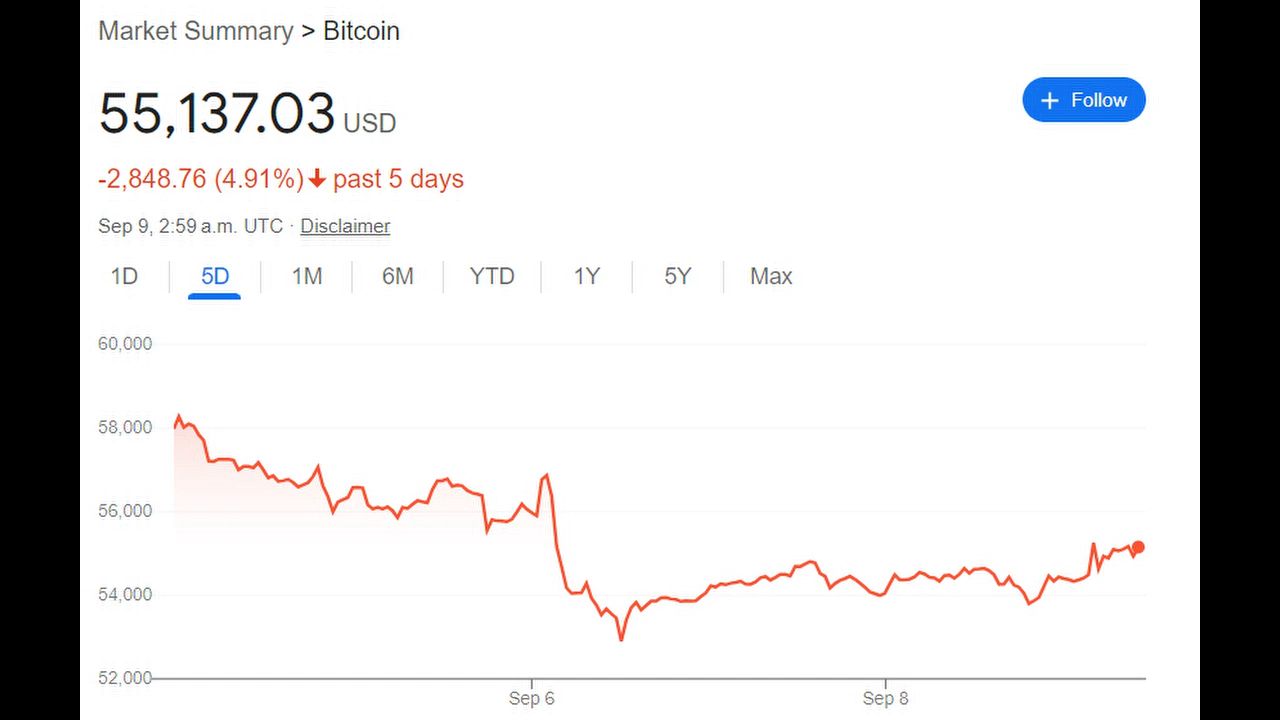 Market Summary > Bitcoin
55,137.03 USD
+ Follow
-2,848.76 (4.91%) ↓ past 5 days
Sep 9, 2:59 a.m. UTC · Disclaimer
1D 5D 1M 6M YTD 1Y 5Y Max
60,000
58,000
56,000
54,000
52,000
Sep 6 Sep 8